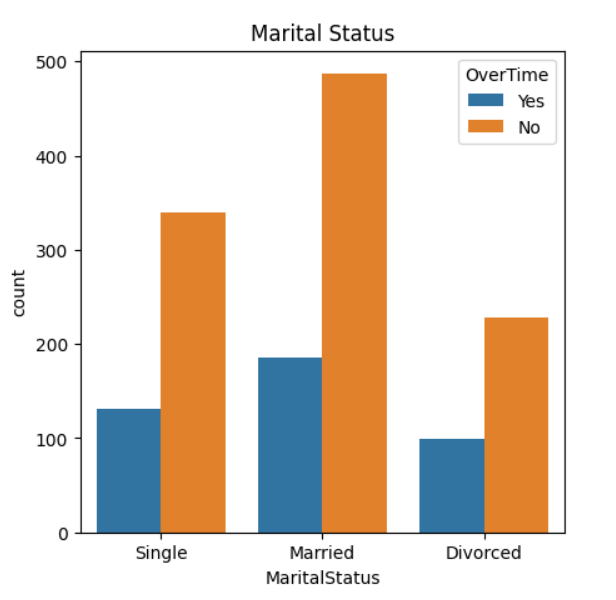 Marital Status
OverTime
Yes
No
count
500
400
300
200
100
0
Single Married Divorced
MaritalStatus